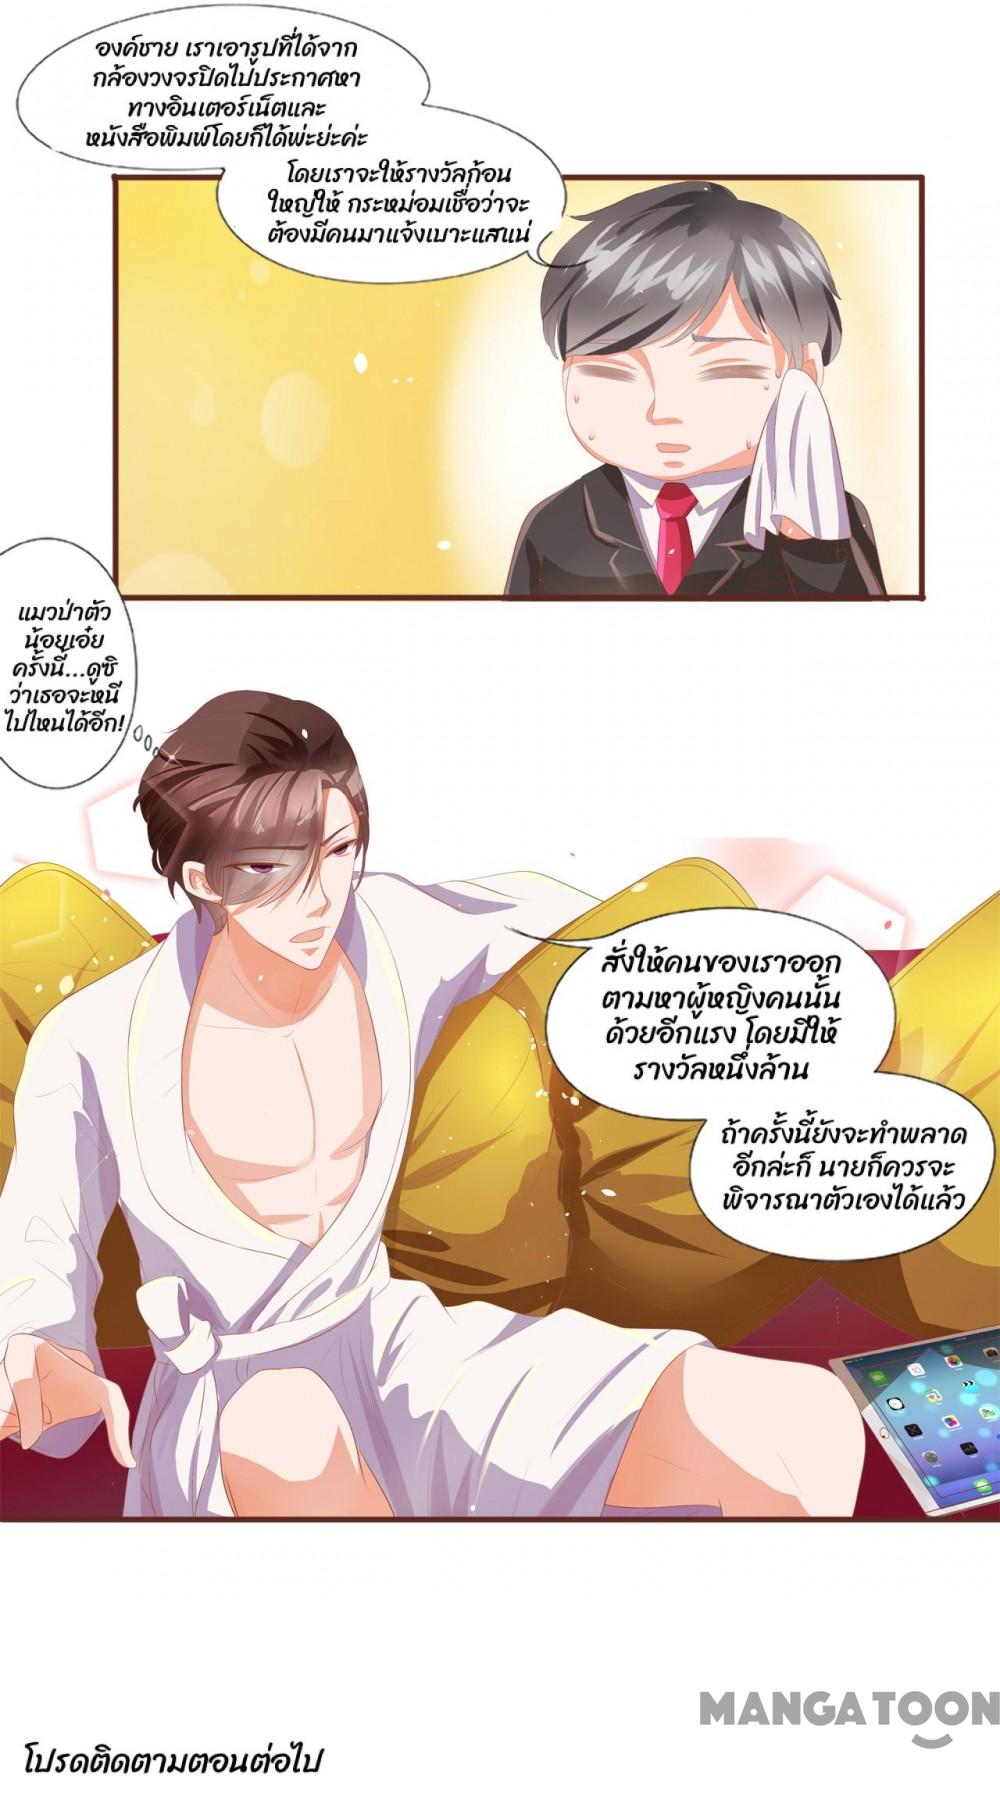 องค์ชาย เราเอารูปที่ได้จาก
กล้องวงจรปิดไปประกาศหา
ทางอินเตอร์เน็ตและ
หนังสือพิมพ์โดยก็ได้พ่ะย่ะค่ะ
โดยเราจะให้รางวัลก้อน
ใหญ่ให้ กระหม่อมเชื่อว่าจะ
ต้องมีคนมาแจ้งเบาะแสแน่
แมวป่าตัว
น้อยเอ๋ย
ครั้งนี้...ดูซิ
ว่าเธอจะหนี
ไปไหนได้อีก!
สั่งให้คนของเราออก
ตามหาผู้หญิงคนนั้น
ด้วยอีกแรง โดยมีให้
รางวัลหนึ่งล้าน
ถ้าครั้งนี้ยังจะทำพลาด
อีกล่ะก็ นายก็ควรจะ
พิจารณาตัวเองได้แล้ว
MANGATOON
โปรดติดตามตอนต่อไป